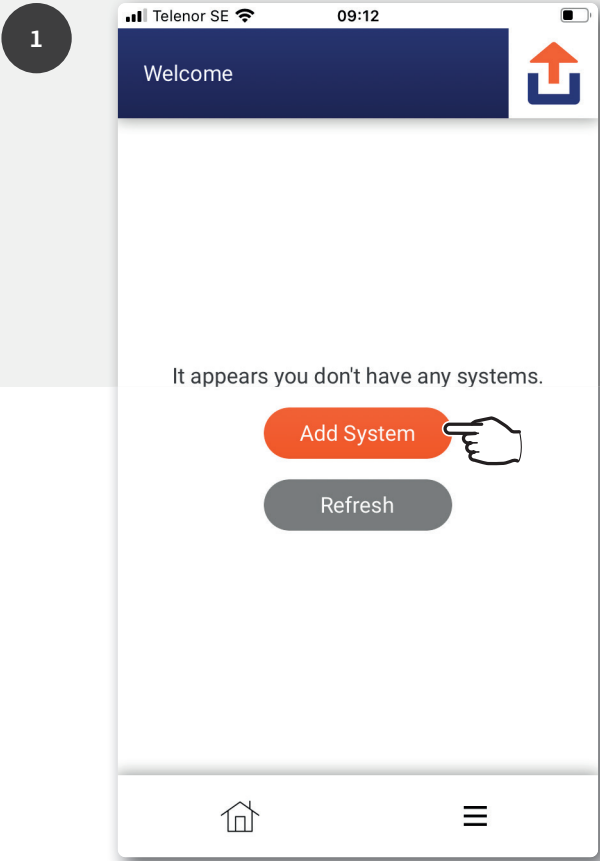 1
Telenor SE 09:12
Welcome
It appears you don't have any systems.
Add System
Refresh